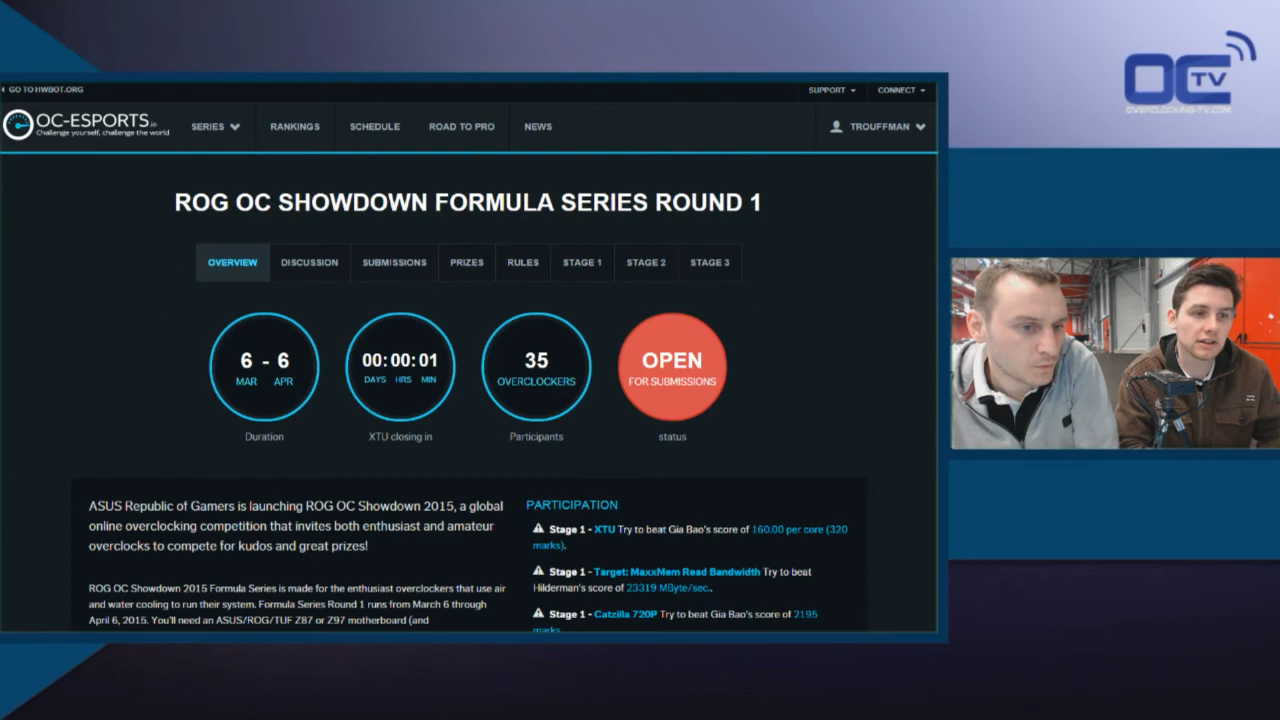 OC TV
OVERCLOCKING-TV.COM
GO TO HWBOT.ORG
SUPPORT
CONNECT
OC-ESPORTS.io
Challenge yourself, challenge the world
SERIES
RANKINGS
SCHEDULE
ROAD TO PRO
NEWS
TROUFFMAN
ROG OC SHOWDOWN FORMULA SERIES ROUND 1
OVERVIEW
DISCUSSION
SUBMISSIONS
PRIZES
RULES
STAGE 1
STAGE 2
STAGE 3
6 - 6
MAR APR
Duration
00:00:01
DAYS HRS MIN
XTU closing in
35
OVERCLOCKERS
Participants
OPEN
FOR SUBMISSIONS
status
ASUS Republic of Gamers is launching ROG OC Showdown 2015, a global
online overclocking competition that invites both enthusiast and amateur
overclocks to compete for kudos and great prizes!
ROG OC Showdown 2015 Formula Series is made for the enthusiast overclockers that use air
and water cooling to run their system. Formula Series Round 1 runs from March 6 through
April 6, 2015. You'll need an ASUS/ROG/TUF Z87 or Z97 motherboard (and
PARTICIPATION
Stage 1 - XTU Try to beat Gia Bao's score of 160.00 per core (320
marks).
Stage 1 - Target: MaxxMem Read Bandwidth Try to beat
Hilderman's score of 23319 MByte/sec..
Stage 1 - Catzilla 720P Try to beat Gia Bao's score of 2195
marks